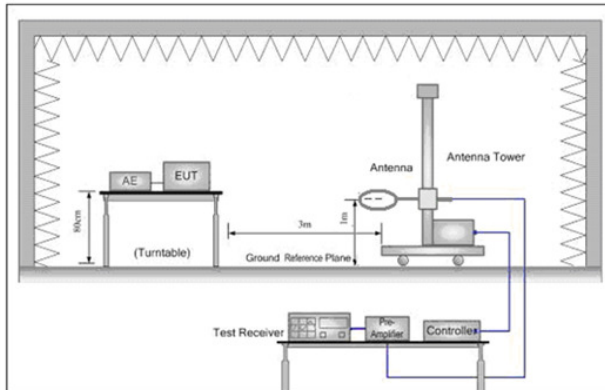 Antenna
Antenna Tower
AE
EUT
80cm
(Turntable)
3m
1m
Ground Reference Plane
Test Receiver
Pre-
Amplifier
Controller